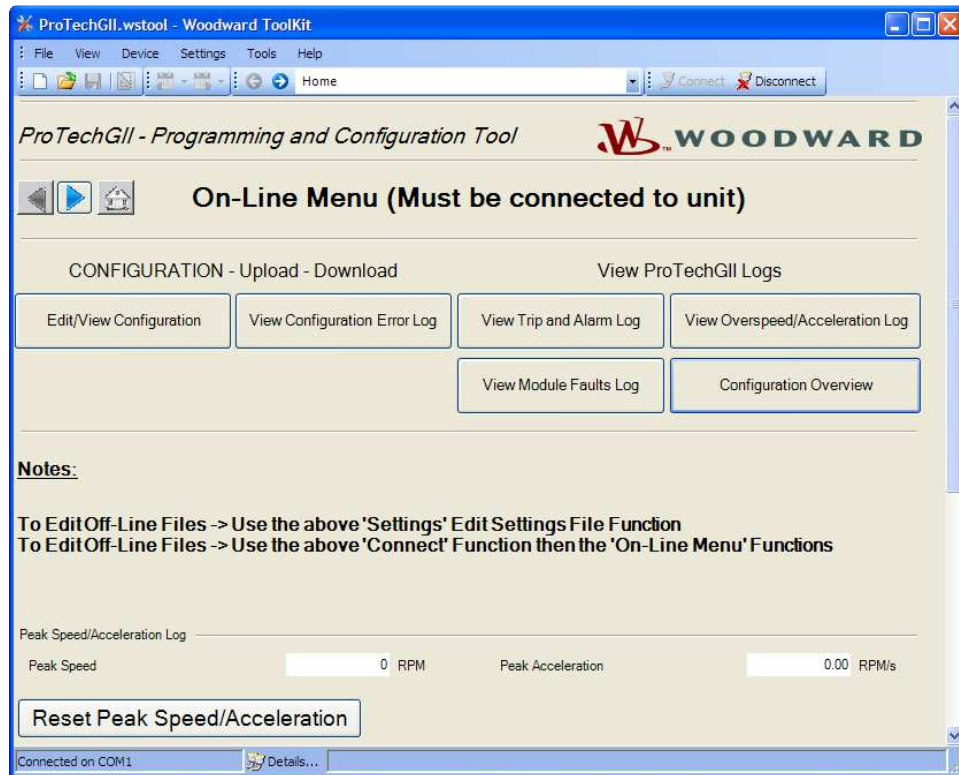 ProTechGII.wstool - Woodward ToolKit
File View Device Settings Tools Help
Home Connect Disconnect
ProTechGII - Programming and Configuration Tool WOODWARD
On-Line Menu (Must be connected to unit)
CONFIGURATION - Upload - Download View ProTechGII Logs
Edit/View Configuration View Configuration Error Log View Trip and Alarm Log View Overspeed/Acceleration Log
View Module Faults Log Configuration Overview
Notes:
To Edit Off-Line Files -> Use the above 'Settings' Edit Settings File Function
To Edit Off-Line Files -> Use the above 'Connect' Function then the 'On-Line Menu' Functions
Peak Speed/Acceleration Log
Peak Speed 0 RPM Peak Acceleration 0.00 RPM/s
Reset Peak Speed/Acceleration
Connected on COM1 Details...